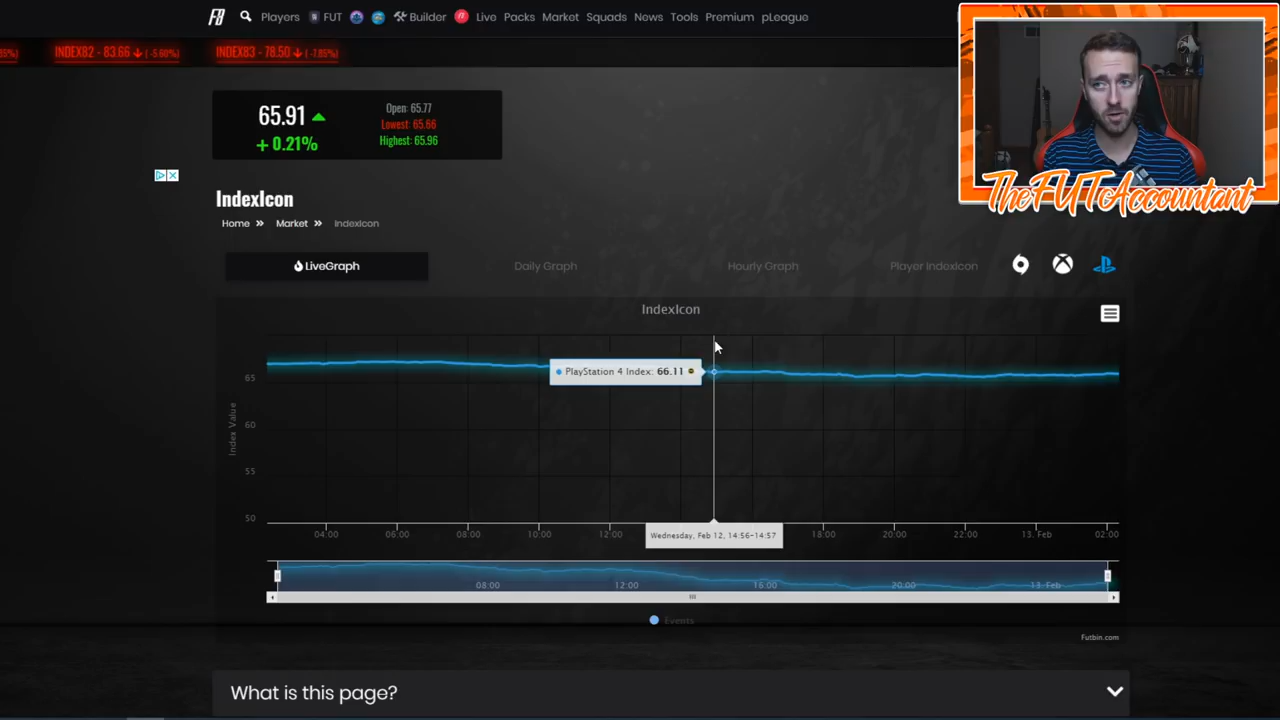 FB Players FUT Builder Live Packs Market Squads News Tools Premium pLeague
INDEX82 - 83.66 (-5.60%) INDEX83 - 78.50 (-7.85%)
TheFUTAccountant
65.91
+ 0.21%
Open: 65.77
Lowest: 65.66
Highest: 65.96
IndexIcon
Home » Market » IndexIcon
LiveGraph Daily Graph Hourly Graph Player IndexIcon
IndexIcon
PlayStation 4 Index: 66.11
65
60
55
50
Index Value
04:00 06:00 08:00 10:00 12:00 18:00 20:00 22:00 13. Feb 02:00
Wednesday, Feb 12, 14:56-14:57
08:00 12:00 16:00 20:00 13. Feb
Events
Futbin.com
What is this page?